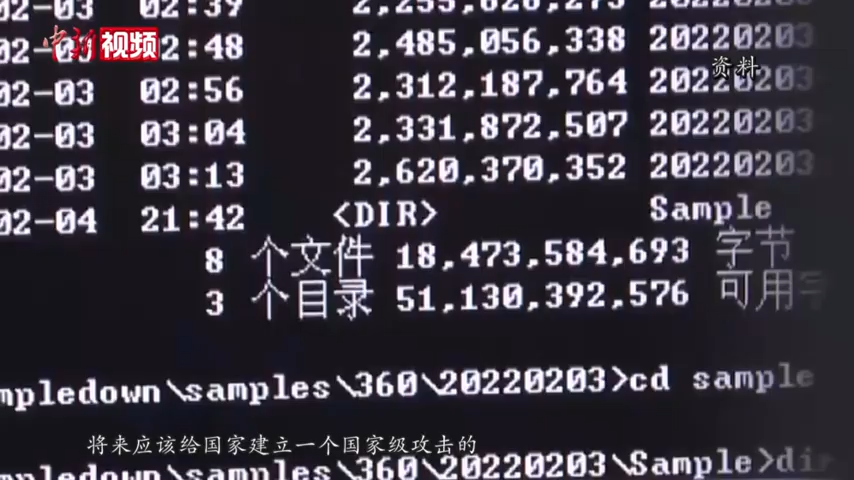 02-03 02:39 2,255,828,273 20220203
中新视频
02-03 02:48 2,485,056,338 20220203
资料
02-03 02:56 2,312,187,764 20220203
02-03 03:04 2,331,872,507 20220203
02-03 03:13 2,620,370,352 20220203
02-04 21:42 <DIR> Sample
8 个文件 18,473,584,693 字节
3 个目录 51,130,392,576 可用字
mpledown\samples\360\20220203>cd sample
将来应该给国家建立一个国家级攻击的
mpledown\samples\360\20220203\Sample>dir